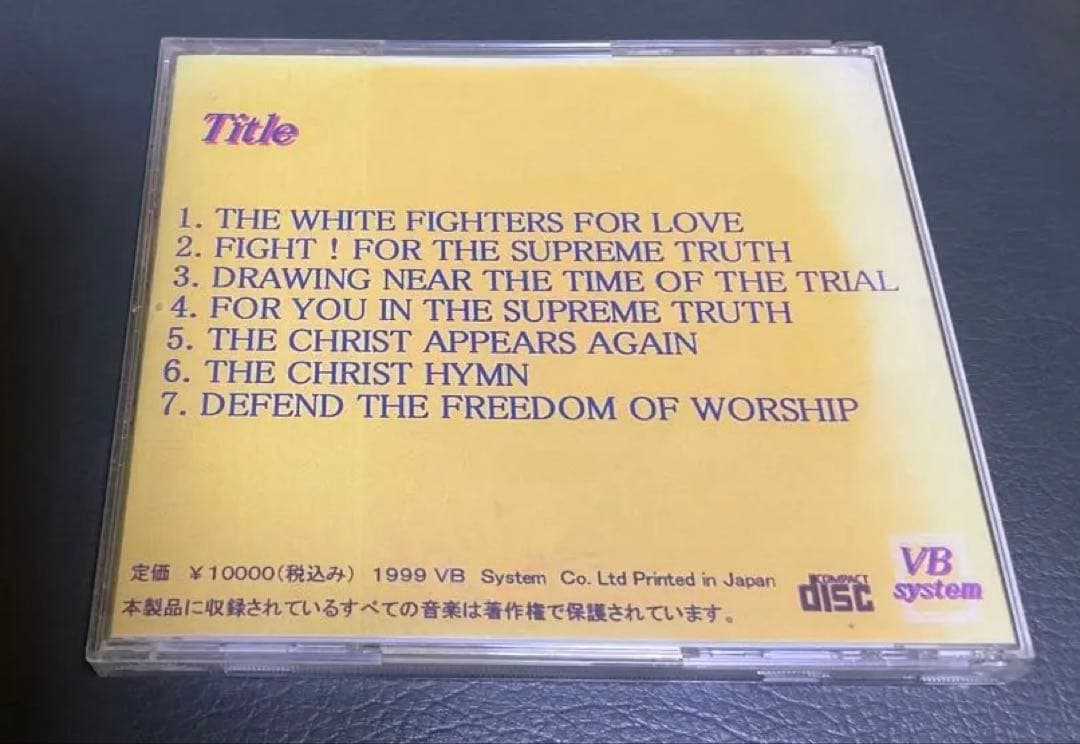 Title
1. THE WHITE FIGHTERS FOR LOVE
2. FIGHT ! FOR THE SUPREME TRUTH
3. DRAWING NEAR THE TIME OF THE TRIAL
4. FOR YOU IN THE SUPREME TRUTH
5. THE CHRIST APPEARS AGAIN
6. THE CHRIST HYMN
7. DEFEND THE FREEDOM OF WORSHIP
定価 ¥10000(税込み) 1999 VB System Co. Ltd Printed in Japan
本製品に収録されているすべての音楽は著作権で保護されています。
COMPACT
disc
VB
system